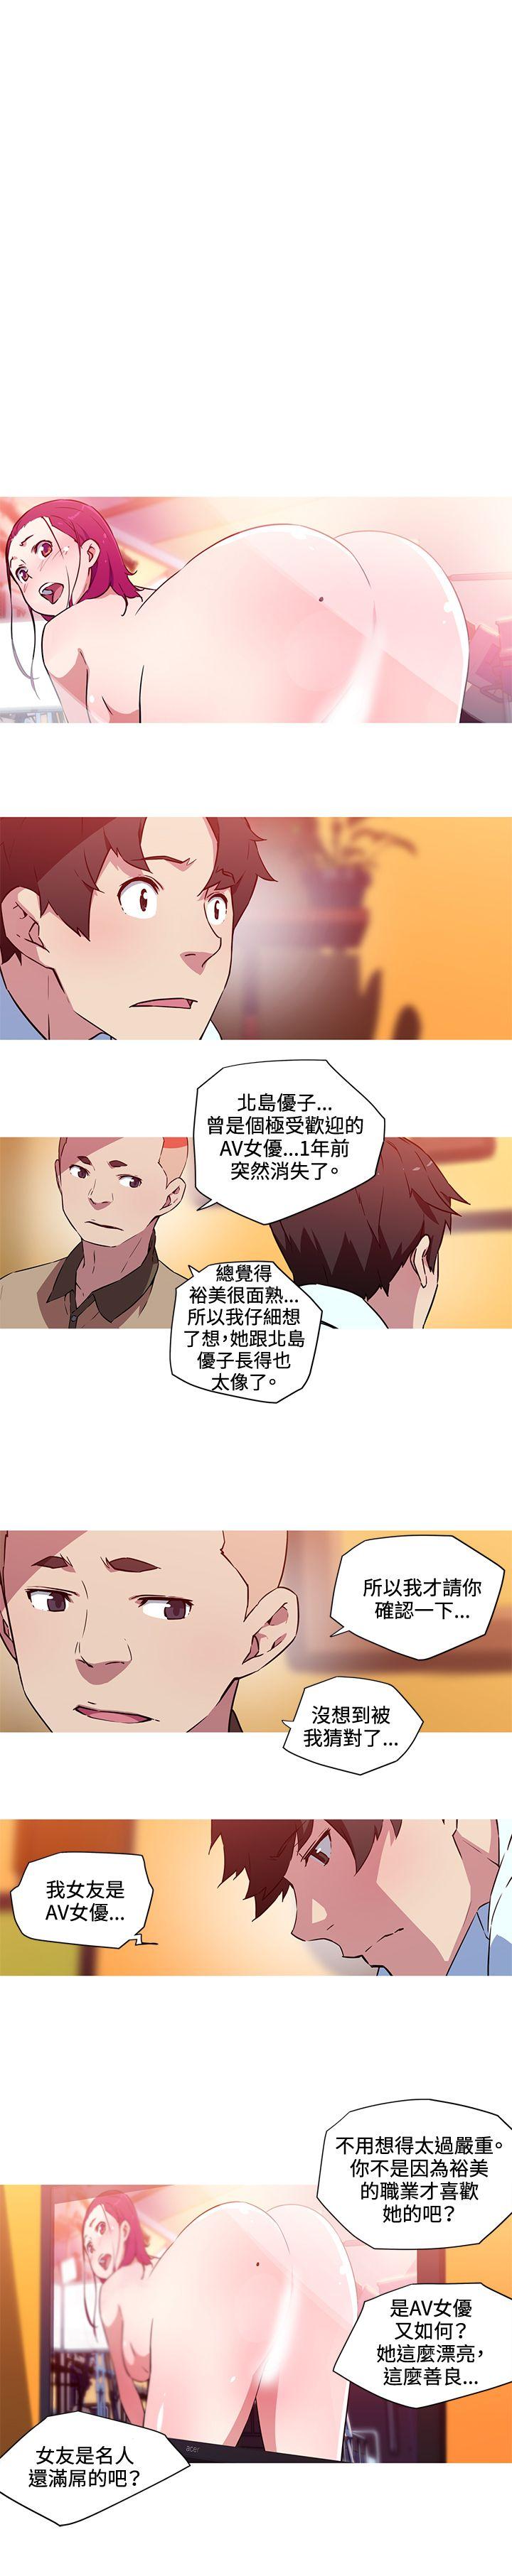 北島優子...
曾是個極受歡迎的
AV女優...1年前
突然消失了。
總覺得
裕美很面熟...
所以我仔細想
了想，她跟北島
優子長得也
太像了。
所以我才請你
確認一下...
沒想到被
我猜對了...
我女友是
AV女優...
不用想得太過嚴重。
你不是因為裕美
的職業才喜歡
她的吧？
是AV女優
又如何？
她這麼漂亮，
這麼善良...
acer
女友是名人
還滿屌的吧？